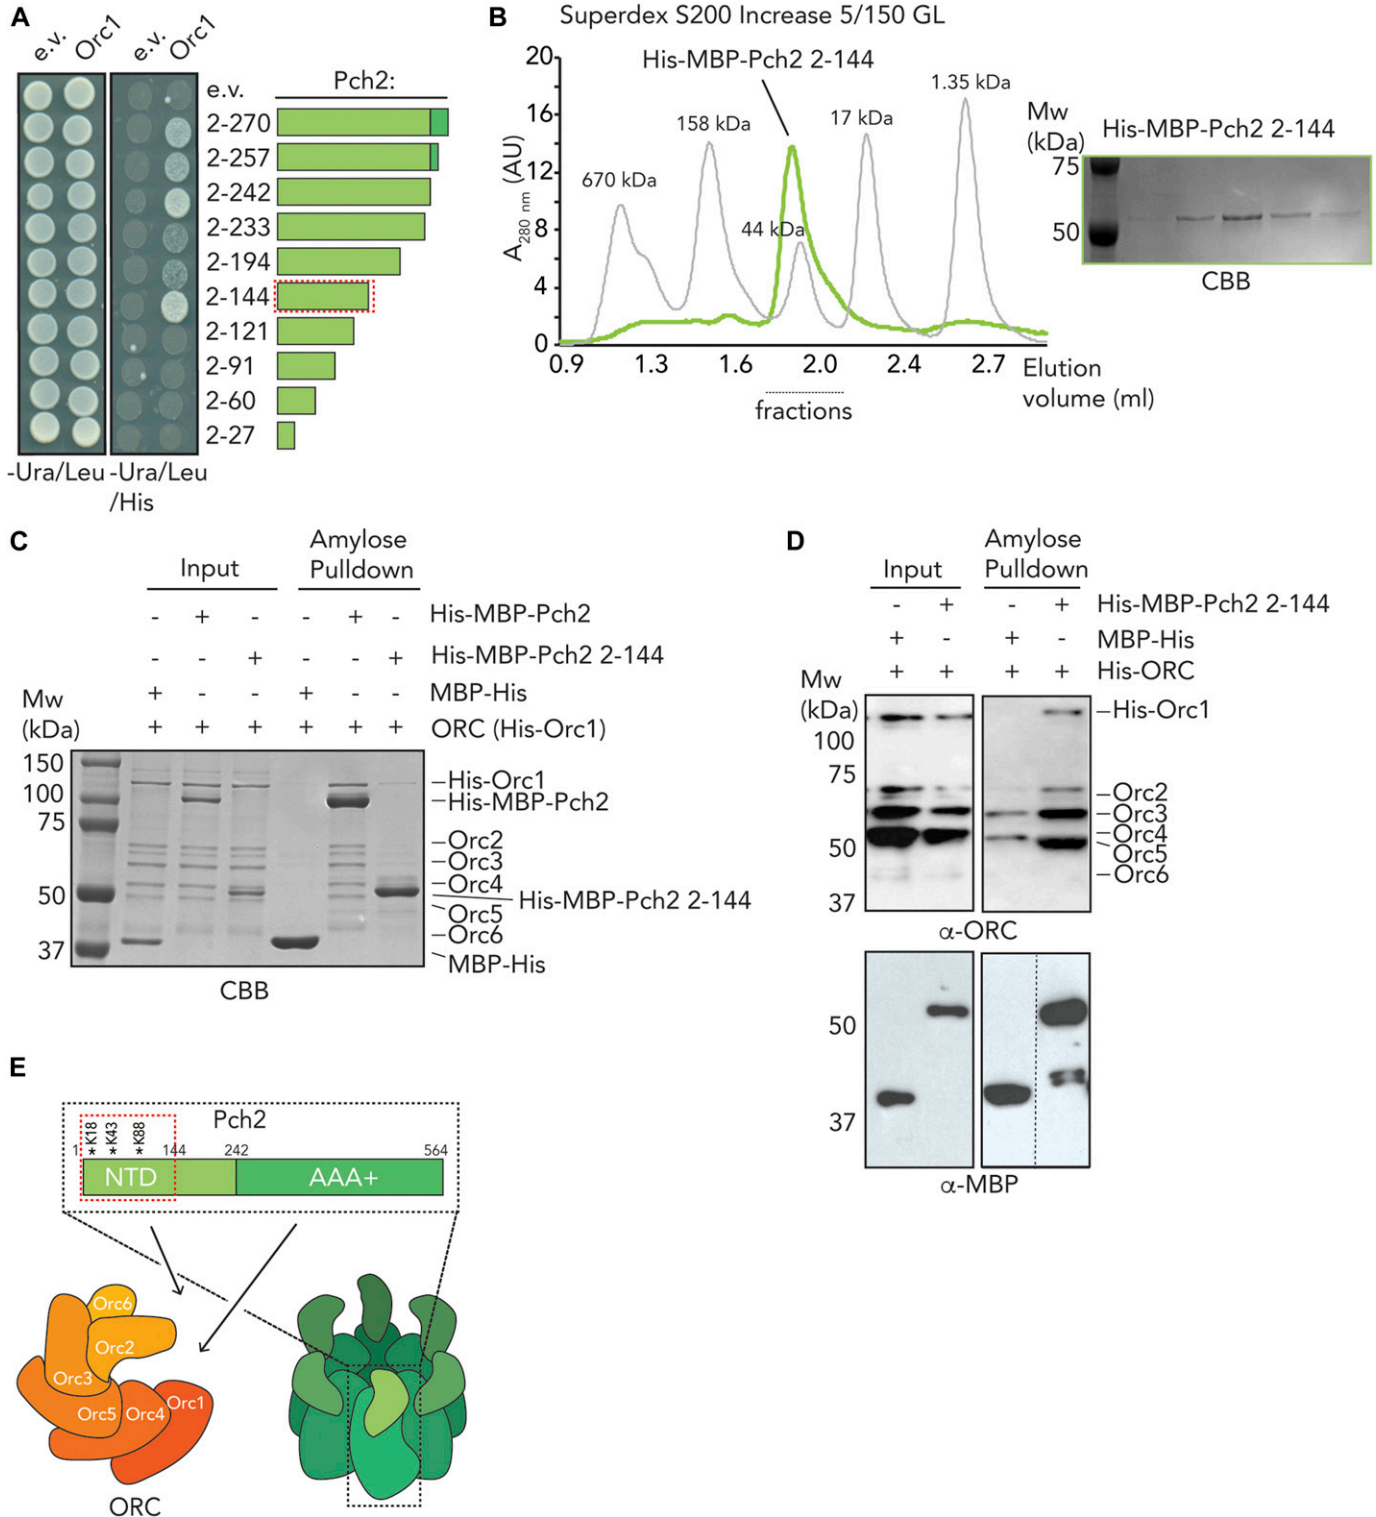 A
e.v. Orc1 e.v. Orc1
e.v.
Pch2:
2-270
2-257
2-242
2-233
2-194
2-144
2-121
2-91
2-60
2-27
-Ura/Leu -Ura/Leu
/His
B
Superdex S200 Increase 5/150 GL
His-MBP-Pch2 2-144
A280 nm (AU)
20
16
12
8
4
0
670 kDa
158 kDa
44 kDa
17 kDa
1.35 kDa
0.9 1.3 1.6 2.0 2.4 2.7
Elution
volume (ml)
fractions
Mw
(kDa)
His-MBP-Pch2 2-144
75
50
CBB
C
Input
Amylose
Pulldown
- + - - + - His-MBP-Pch2
- - + - - + His-MBP-Pch2 2-144
+ - - + - - MBP-His
+ + + + + + ORC (His-Orc1)
Mw
(kDa)
150
100
75
50
37
His-Orc1
His-MBP-Pch2
Orc2
Orc3
Orc4
His-MBP-Pch2 2-144
Orc5
Orc6
MBP-His
CBB
D
Input
Amylose
Pulldown
- + - + His-MBP-Pch2 2-144
+ - + - MBP-His
+ + + + His-ORC
Mw
(kDa)
100
75
50
37
His-Orc1
Orc2
Orc3
Orc4
Orc5
Orc6
α-ORC
50
37
α-MBP
E
Pch2
*K18 *K43 *K88
1 144 242 564
NTD AAA+
Orc6
Orc2
Orc3
Orc5 Orc4 Orc1
ORC